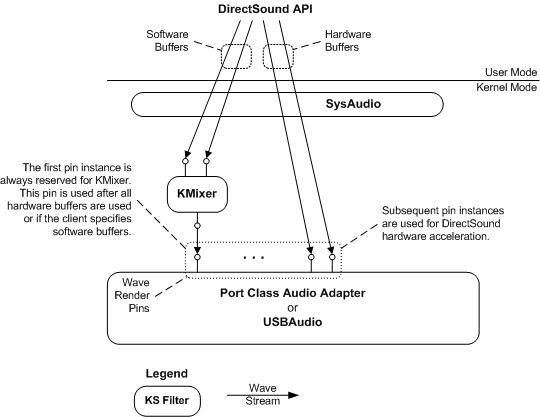 DirectSound API
Software
Buffers
Hardware
Buffers
User Mode
Kernel Mode
SysAudio
The first pin instance is
always reserved for KMixer.
This pin is used after all
hardware buffers are used
or if the client specifies
software buffers.
KMixer
Subsequent pin instances
are used for DirectSound
hardware acceleration.
. . .
Wave
Render
Pins
Port Class Audio Adapter
or
USBAudio
Legend
KS Filter
Wave
Stream